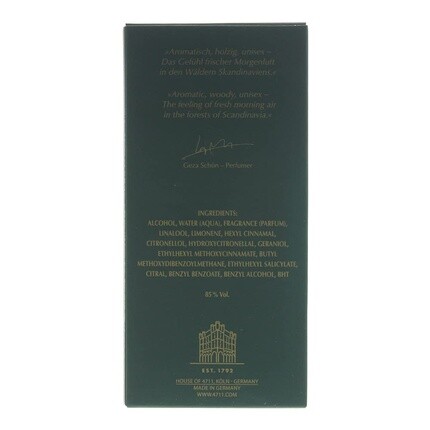 »Aromatisch, holzig, unisex –
Das Gefühl frischer Morgenluft
in den Wäldern Skandinaviens.«
»Aromatic, woody, unisex –
The feeling of fresh morning air
in the forests of Scandinavia.«
Geza Schön – Perfumer
INGREDIENTS:
ALCOHOL, WATER (AQUA), FRAGRANCE (PARFUM),
LINALOOL, LIMONENE, HEXYL CINNAMAL,
CITRONELLOL, HYDROXYCITRONELLAL, GERANIOL,
ETHYLHEXYL METHOXYCINNAMATE, BUTYL
METHOXYDIBENZOYLMETHANE, ETHYLHEXYL SALICYLATE,
CITRAL, BENZYL BENZOATE, BENZYL ALCOHOL, BHT
85 % Vol.
EST. 1792
HOUSE OF 4711, KÖLN - GERMANY
MADE IN GERMANY
WWW.4711.COM